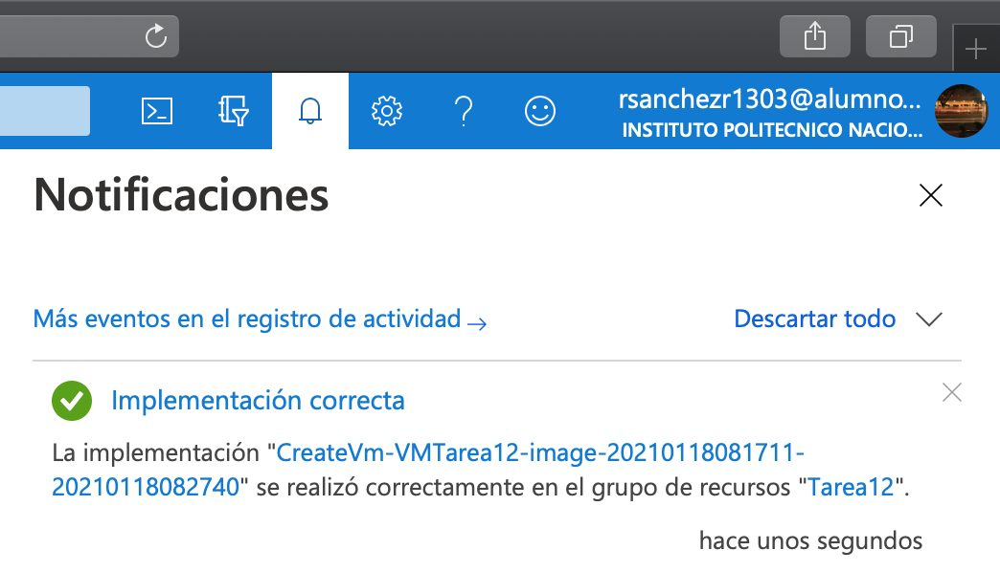 rsanchezr1303@alumno...
INSTITUTO POLITECNICO NACIO...
Notificaciones
Más eventos en el registro de actividad → Descartar todo
Implementación correcta
La implementación "CreateVm-VMTarea12-image-20210118081711-
20210118082740" se realizó correctamente en el grupo de recursos "Tarea12".
hace unos segundos